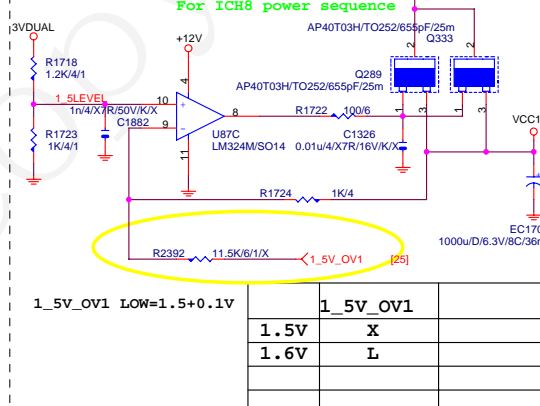 For ICH8 power sequence
3VDUAL
+12V
AP40T03H/TO252/655pF/25m
Q333
R1718
1.2K/4/1
Q289
AP40T03H/TO252/655pF/25m
2
2
4
1_5LEVEL
1n/4/X7R/50V/K/X
C1882
10
9
+
-
8
U87C
LM324M/SO14
11
R1722
100/6
1
3
1
3
C1326
0.01u/4/X7R/16V/K/X
VCC1
R1723
1K/4/1
R1724
1K/4
EC170
1000u/D/6.3V/8C/36m
R2392
11.5K/6/1/X
1_5V_OV1
[25]
1_5V_OV1 LOW=1.5+0.1V
1_5V_OV1
1.5V X
1.6V L